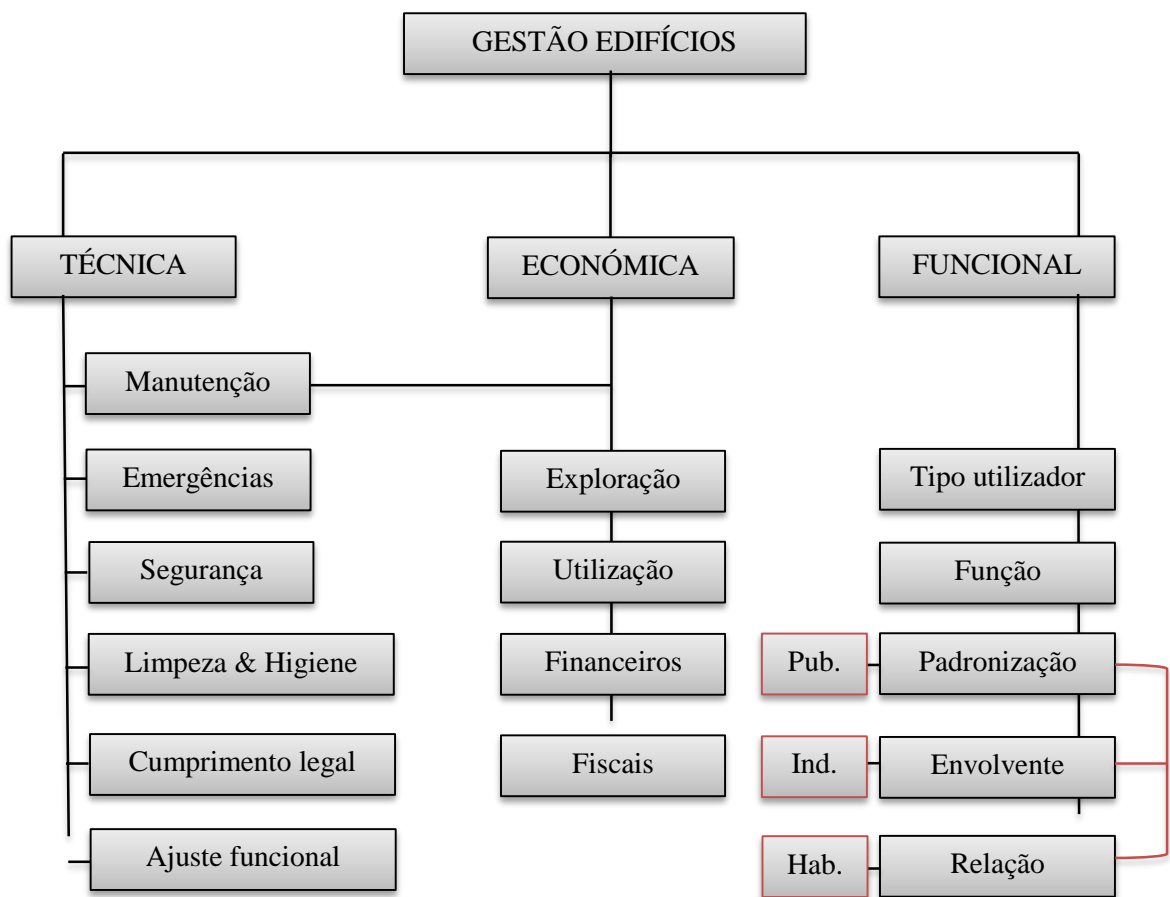 GESTÃO EDIFÍCIOS
TÉCNICA
ECONÓMICA
FUNCIONAL
Manutenção
Emergências
Exploração
Tipo utilizador
Segurança
Utilização
Função
Limpeza & Higiene
Financeiros
Pub.
Padronização
Cumprimento legal
Fiscais
Ind.
Envolvente
Ajuste funcional
Hab.
Relação